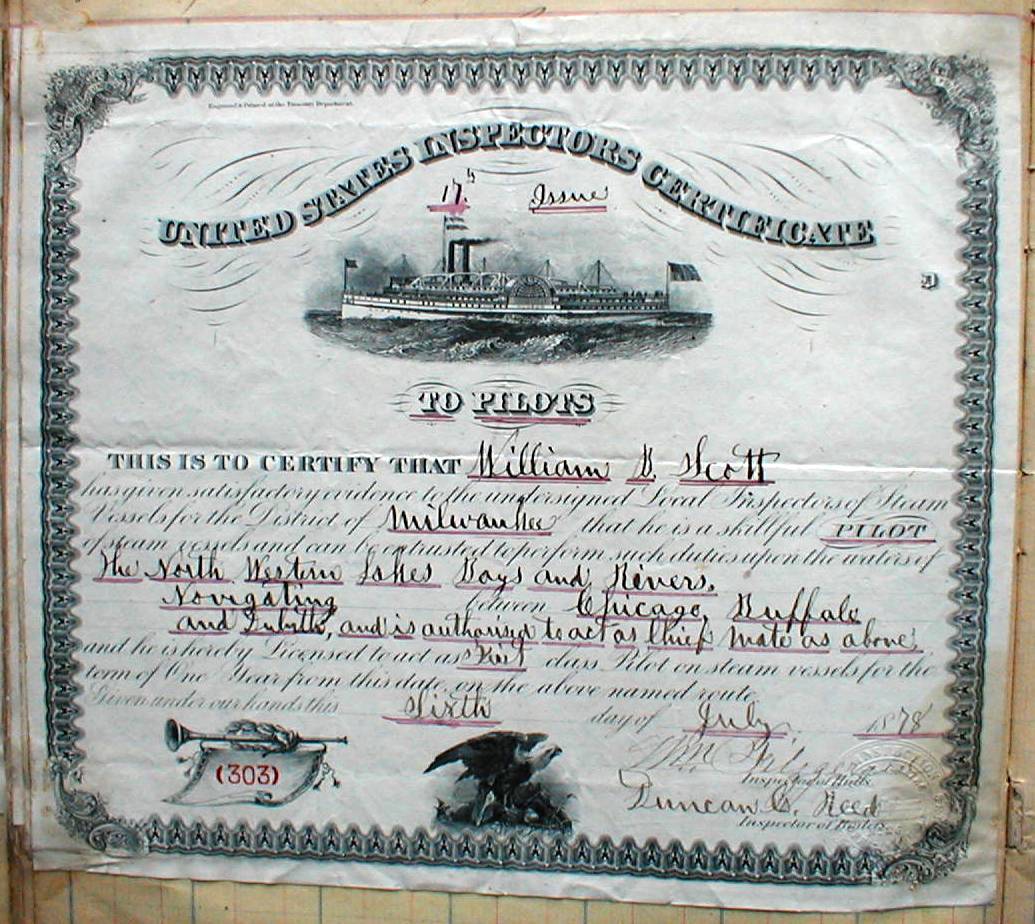 Engraved & Printed at the Treasury Department.
UNITED STATES INSPECTORS CERTIFICATE
17th Issue
TO PILOTS
THIS IS TO CERTIFY THAT William B. Scott
has given satisfactory evidence to the undersigned Local Inspectors of Steam
Vessels for the District of Milwaukee that he is a skillful PILOT
of steam vessels and can be entrusted to perform such duties upon the waters of
The North Western Lakes Bays and Rivers.
Navigating between Chicago, Buffalo
and Duluth, and is authorised to act as Chief Mate as above,
and he is hereby Licensed to act as First class Pilot on steam vessels for the
term of One Year from this date, on the above named route.
Given under our hands this Sixth day of July 1878
Wm
Inspector of Hulls
(303)
Duncan C. Reed
Inspector of Boilers